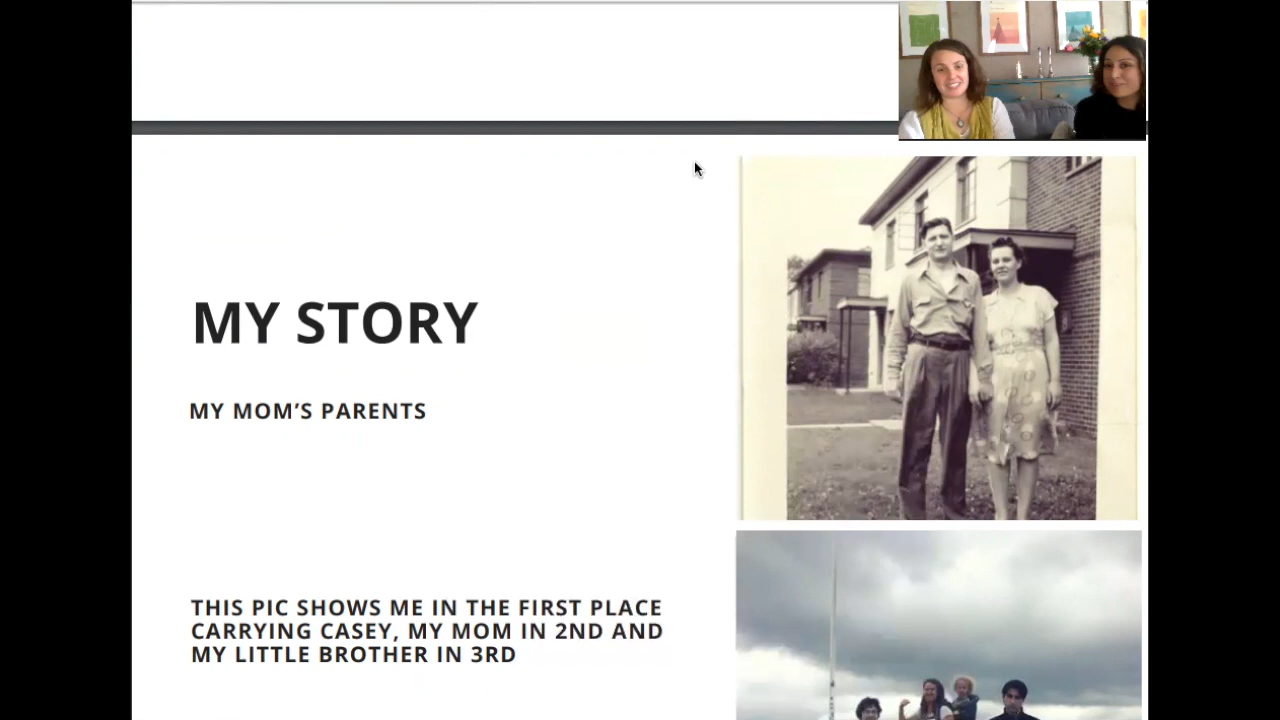 MY STORY
MY MOM'S PARENTS
THIS PIC SHOWS ME IN THE FIRST PLACE
CARRYING CASEY, MY MOM IN 2ND AND
MY LITTLE BROTHER IN 3RD